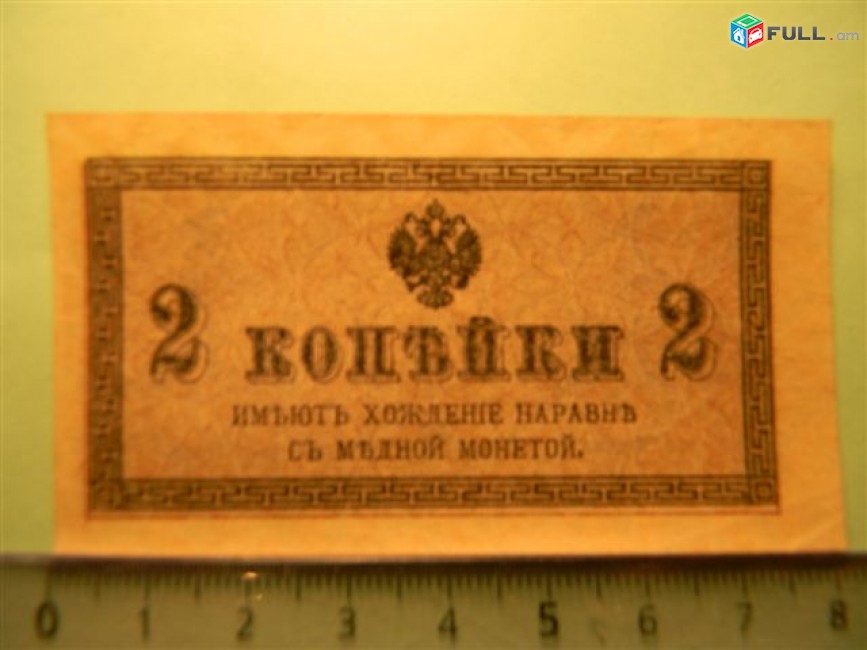 FULL.am
2 КОПѢЙКИ 2
ИМѢЮТЪ ХОЖДЕНІЕ НАРАВНѢ
СЪ МѢДНОЙ МОНЕТОЙ.
0 1 2 3 4 5 6 7 8